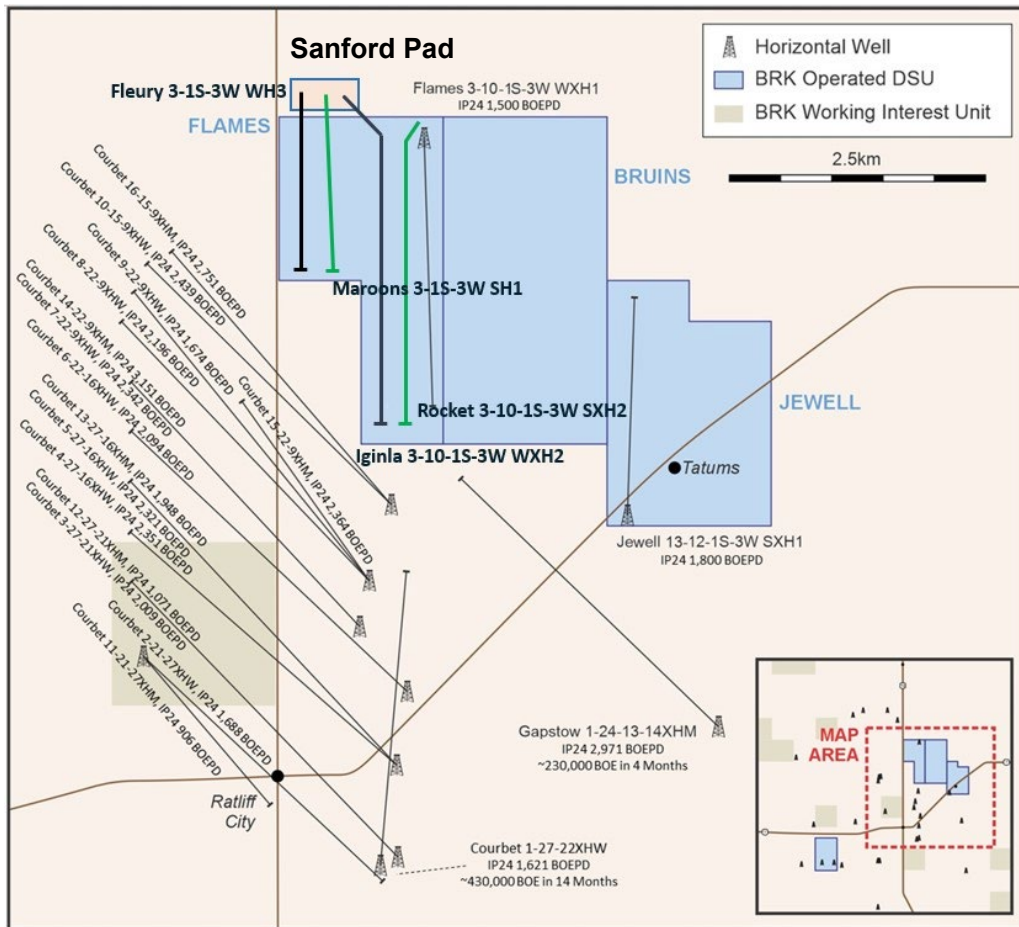 Sanford Pad
Fleury 3-1S-3W WH3
Flames 3-10-1S-3W WXH1
IP24 1,500 BOEPD
FLAMES
Horizontal Well
BRK Operated DSU
BRK Working Interest Unit
2.5km
BRUINS
Courbet 16-15-9XHM, IP24 2,751 BOEPD
Courbet 10-15-9XHW, IP24 2,439 BOEPD
Courbet 9-22-9XHW, IP24 1,674 BOEPD
Courbet 8-22-9XHW, IP24 2,196 BOEPD
Courbet 14-22-9XHM, IP24 3,151 BOEPD
Courbet 7-22-9XHW, IP24 2,342 BOEPD
Courbet 6-22-16XHW, IP24 2,094 BOEPD
Courbet 15-22-9XHM, IP24 2,364 BOEPD
Courbet 13-27-16XHM, IP24 1,948 BOEPD
Courbet 5-27-16XHW, IP24 2,321 BOEPD
Courbet 4-27-16XHW, IP24 2,351 BOEPD
Courbet 12-27-21XHM, IP24 1,071 BOEPD
Courbet 3-27-21XHW, IP24 2,009 BOEPD
Courbet 2-21-27XHW, IP24 1,688 BOEPD
Courbet 11-21-27XHM, IP24 906 BOEPD
Maroons 3-1S-3W SH1
Rocket 3-10-1S-3W SXH2
Iginla 3-10-1S-3W WXH2
JEWELL
Tatums
Jewell 13-12-1S-3W SXH1
IP24 1,800 BOEPD
Gapstow 1-24-13-14XHM
IP24 2,971 BOEPD
~230,000 BOE in 4 Months
Ratliff
City
Courbet 1-27-22XHW
IP24 1,621 BOEPD
~430,000 BOE in 14 Months
MAP
AREA